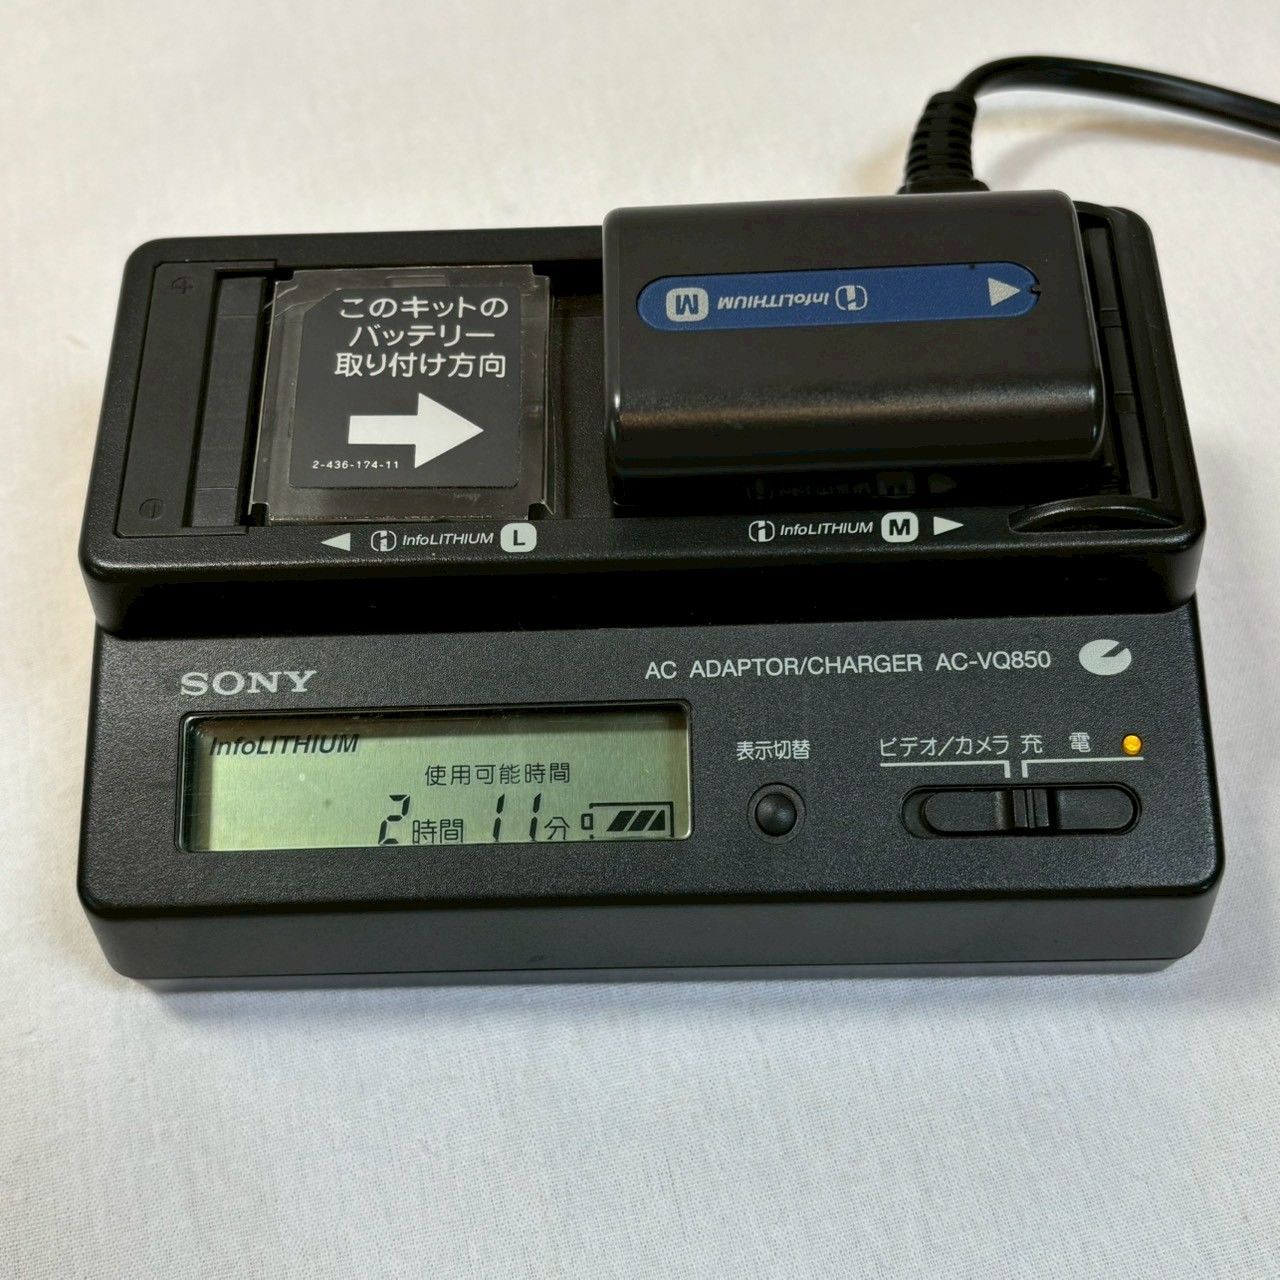 このキットの
バッテリー
取り付け方向
2-436-174-11
InfoLITHIUM M
InfoLITHIUM L
InfoLITHIUM M
SONY
AC ADAPTOR/CHARGER AC-VQ850
InfoLITHIUM
使用可能時間
2時間 11分
表示切替
ビデオ/カメラ 充電